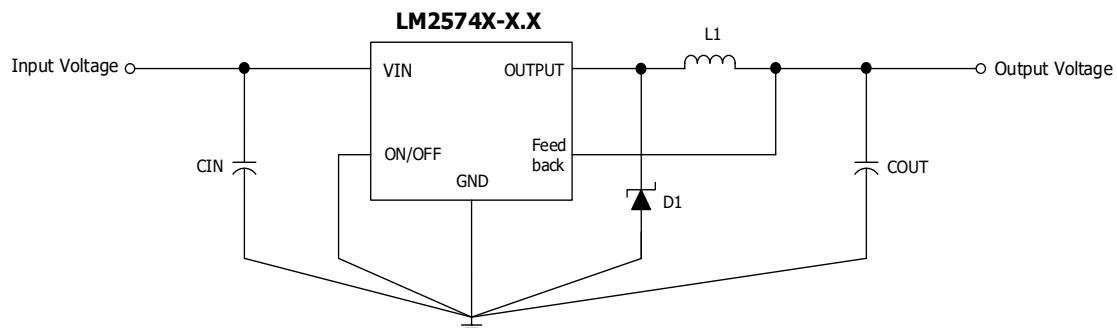 LM2574X-X.X
L1
Input Voltage
VIN
OUTPUT
Output Voltage
ON/OFF
Feed
back
CIN
GND
COUT
D1